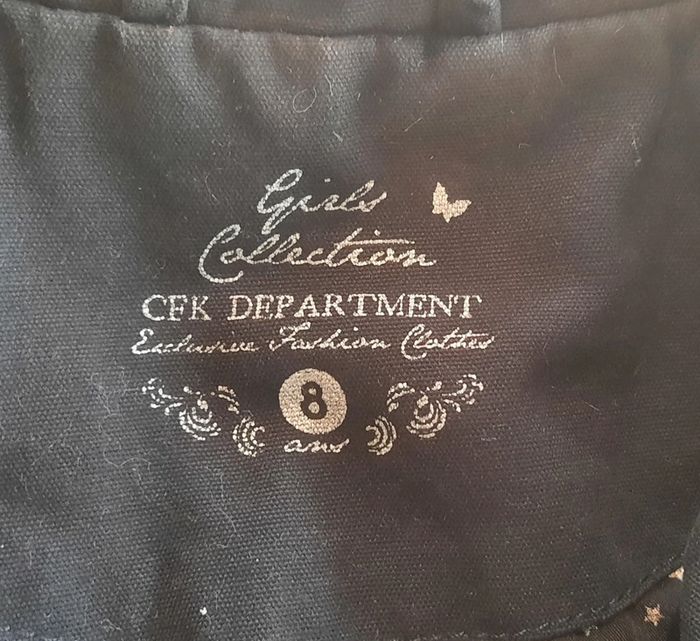 Girls
Collection
CFK DEPARTMENT
Exclusive Fashion Clothes
8
ans